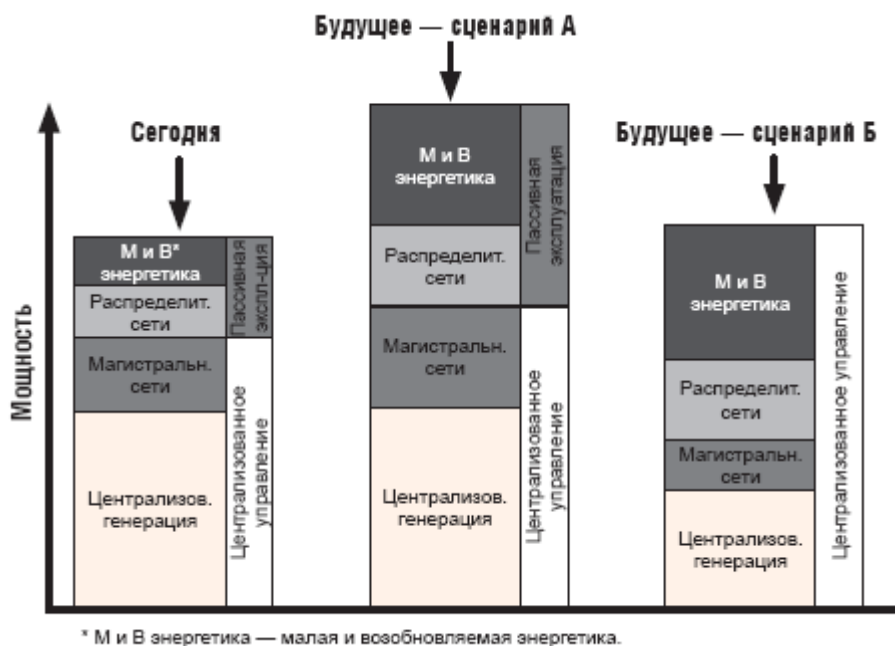 Будущее — сценарий А
Сегодня
Будущее — сценарий Б
Мощность
М и В*
энергетика
Распределит.
сети
Магистральн.
сети
Централизов.
генерация
Пассивная
экспл-ция
Централизованное
управление
М и В
энергетика
Распределит.
сети
Магистральн.
сети
Централизов.
генерация
Пассивная
эксплуатация
Централизованное
управление
М и В
энергетика
Распределит.
сети
Магистральн.
сети
Централизов.
генерация
Централизованное управление
* М и В энергетика — малая и возобновляемая энергетика.